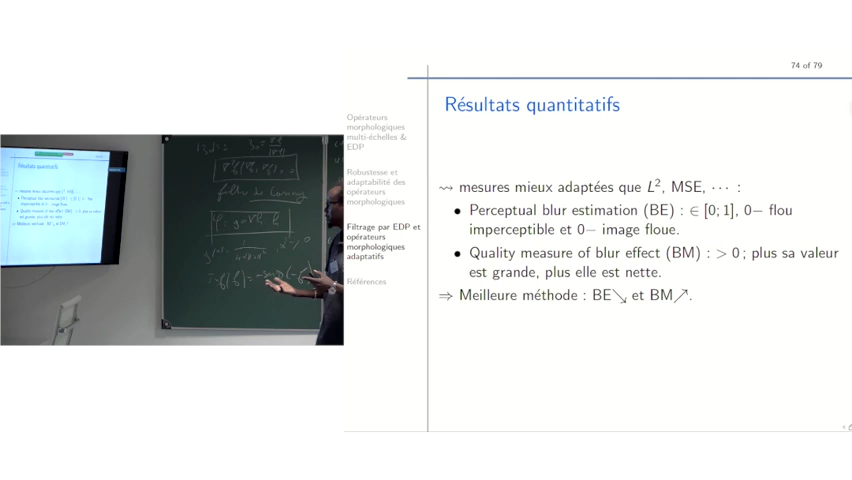 74 of 79
Résultats quantitatifs
Opérateurs
morphologiques
multi-échelles &
EDP
Robustesse et
adaptabilité des
opérateurs
morphologiques
Filtrage par EDP et
opérateurs
morphologiques
adaptatifs
Références
⇝ mesures mieux adaptées que L², MSE, ··· :
• Perceptual blur estimation (BE) : ∈ [0; 1], 0− flou
imperceptible et 0− image floue.
• Quality measure of blur effect (BM) : > 0 ; plus sa valeur
est grande, plus elle est nette.
⇒ Meilleure méthode : BE↘ et BM↗.
Résultats quantitatifs